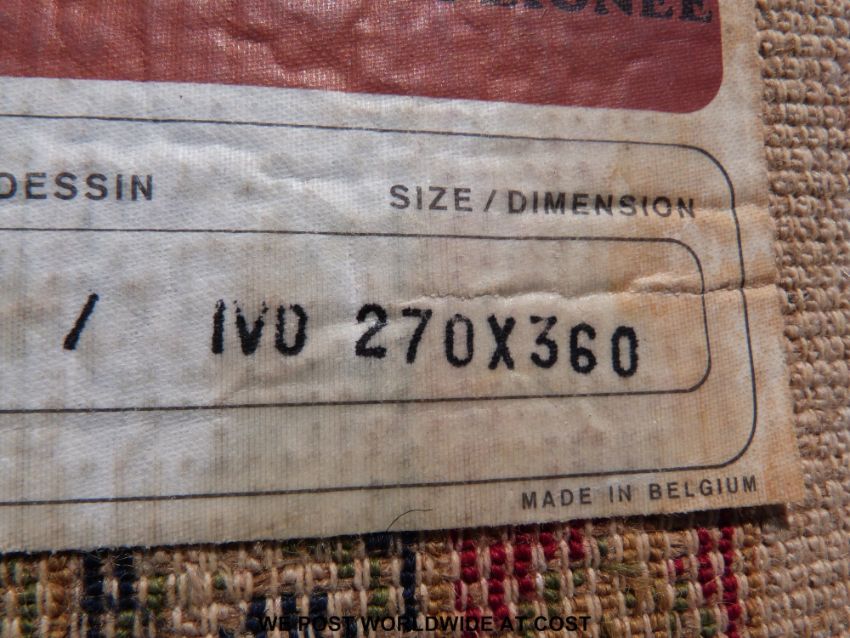 DESSIN SIZE / DIMENSION
/ IVO 270X360
MADE IN BELGIUM
WE POST WORLDWIDE AT COST